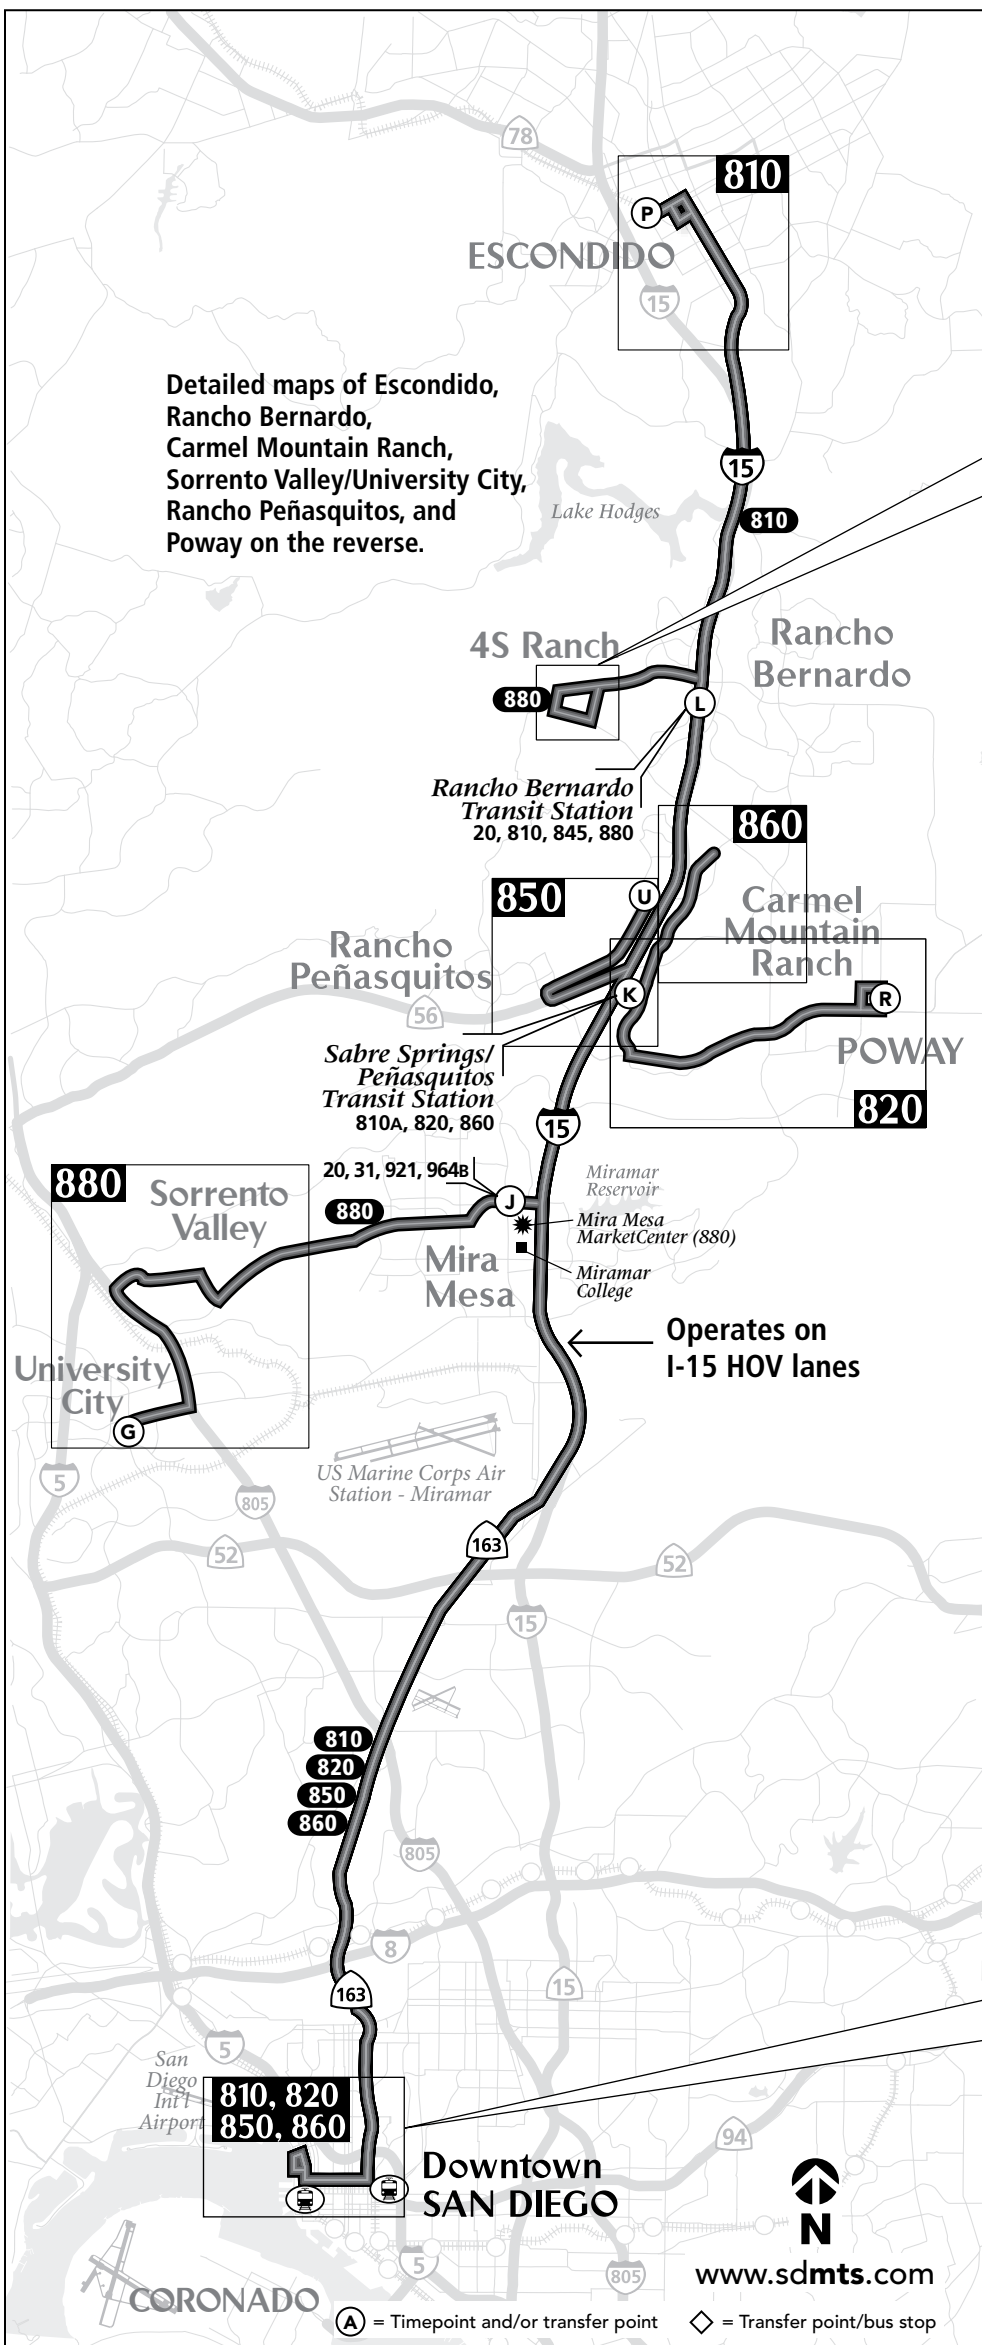 78
810
P
ESCONDIDO
15
Detailed maps of Escondido,
Rancho Bernardo,
Carmel Mountain Ranch,
Sorrento Valley/University City,
Rancho Peñasquitos, and
Poway on the reverse.
15
Lake Hodges
810
4S Ranch
Rancho
Bernardo
880
L
Rancho Bernardo
Transit Station
20, 810, 845, 880
860
850
U
Carmel
Mountain
Ranch
Rancho
Peñasquitos
K
R
56
POWAY
Sabre Springs/
Peñasquitos
Transit Station
810A, 820, 860
820
15
880
Sorrento
Valley
20, 31, 921, 964B
Miramar
Reservoir
880
J
Mira Mesa
MarketCenter (880)
Mira
Mesa
Miramar
College
Operates on
I-15 HOV lanes
University
City
G
US Marine Corps Air
Station - Miramar
5
805
163
52
52
15
810
820
850
860
805
8
163
15
5
San
Diego
Int'l
Airport
810, 820
850, 860
94
Downtown
SAN DIEGO
N
5
805
www.sdmts.com
CORONADO
A = Timepoint and/or transfer point
= Transfer point/bus stop